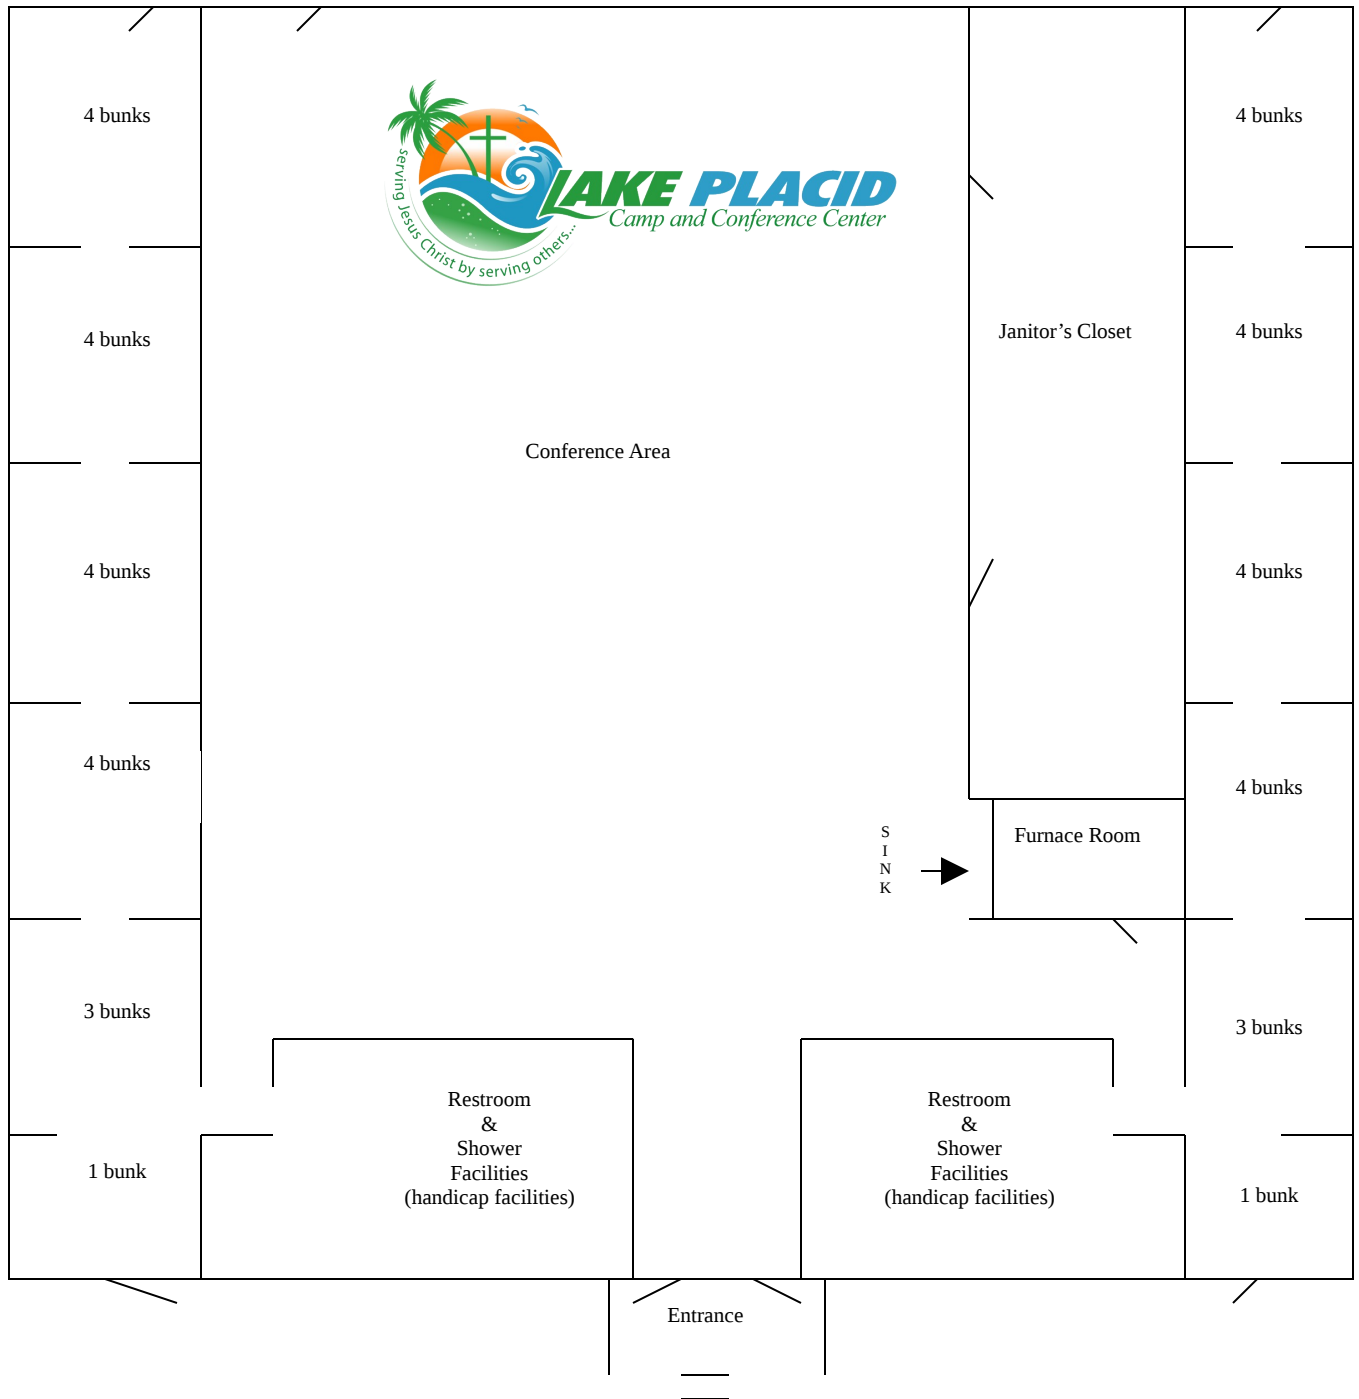 4 bunks
4 bunks
serving Jesus Christ by serving others...
LAKE PLACID
Camp and Conference Center
4 bunks
Janitor’s Closet
4 bunks
Conference Area
4 bunks
4 bunks
4 bunks
4 bunks
S
I
N
K
Furnace Room
3 bunks
3 bunks
Restroom
&
Shower
Facilities
(handicap facilities)
Restroom
&
Shower
Facilities
(handicap facilities)
1 bunk
1 bunk
Entrance